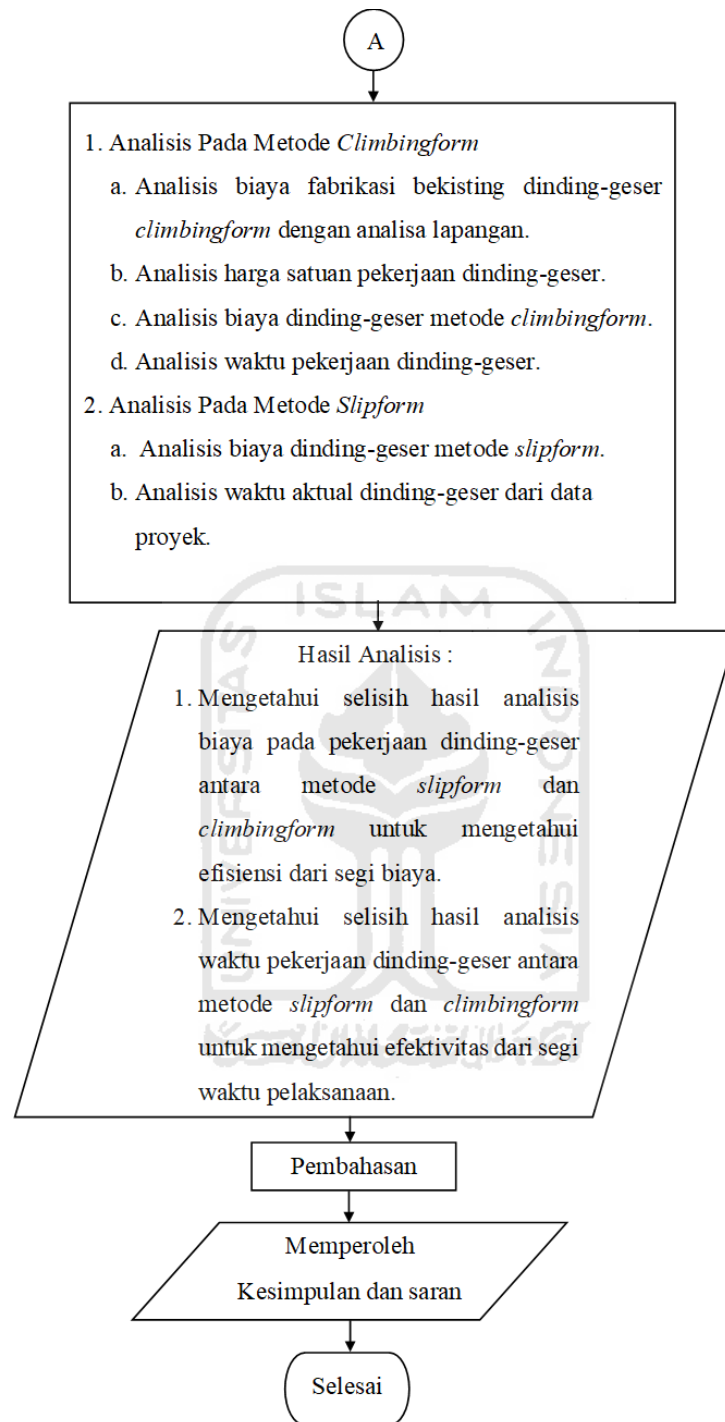 A
1. Analisis Pada Metode Climbingform
a. Analisis biaya fabrikasi bekisting dinding-geser
climbingform dengan analisa lapangan.
b. Analisis harga satuan pekerjaan dinding-geser.
c. Analisis biaya dinding-geser metode climbingform.
d. Analisis waktu pekerjaan dinding-geser.
2. Analisis Pada Metode Slipform
a. Analisis biaya dinding-geser metode slipform.
b. Analisis waktu aktual dinding-geser dari data
proyek.
Hasil Analisis :
1. Mengetahui selisih hasil analisis
biaya pada pekerjaan dinding-geser
antara metode slipform dan
climbingform untuk mengetahui
efisiensi dari segi biaya.
2. Mengetahui selisih hasil analisis
waktu pekerjaan dinding-geser antara
metode slipform dan climbingform
untuk mengetahui efektivitas dari segi
waktu pelaksanaan.
UNIVERSITAS
ISLAM
INDONESIA
Pembahasan
Memperoleh
Kesimpulan dan saran
Selesai